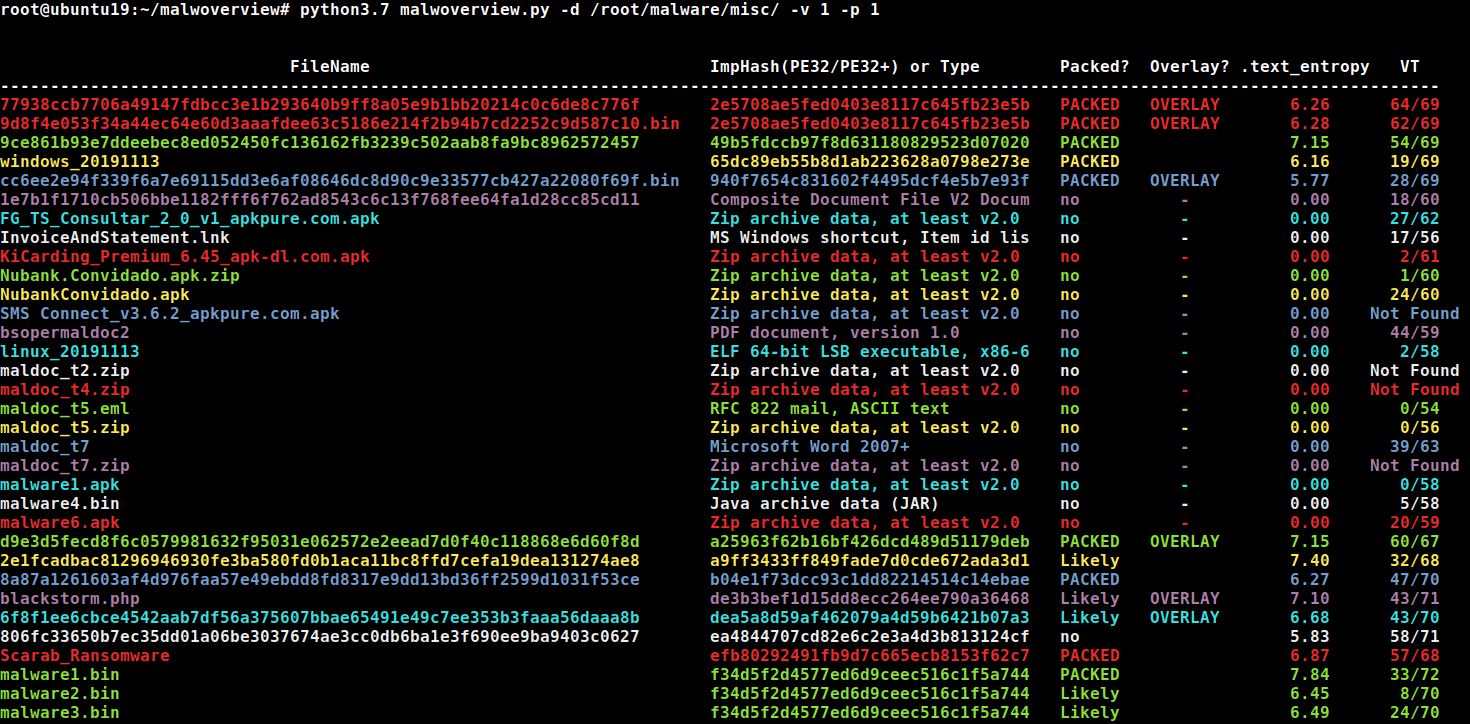 root@ubuntu19:~/malwoverview# python3.7 malwoverview.py -d /root/malware/misc/ -v 1 -p 1
FileName ImpHash(PE32/PE32+) or Type Packed? Overlay? .text_entropy VT
------------------------------------------------------------------------------------------------------------------------------------------------
77938ccb7706a49147fdbcc3e1b293640b9ff8a05e9b1bb20214c0c6de8c776f 2e5708ae5fed0403e8117c645fb23e5b PACKED OVERLAY 6.26 64/69
9d8f4e053f34a44ec64e60d3aaafdee63c5186e214f2b94b7cd2252c9d587c10.bin 2e5708ae5fed0403e8117c645fb23e5b PACKED OVERLAY 6.28 62/69
9ce861b93e7ddeebec8ed052450fc136162fb3239c502aab8fa9bc8962572457 49b5fdccb97f8d631180829523d07020 PACKED 7.15 54/69
windows_20191113 65dc89eb55b8d1ab223628a0798e273e PACKED 6.16 19/69
cc6ee2e94f339f6a7e69115dd3e6af08646dc8d90c9e33577cb427a22080f69f.bin 940f7654c831602f4495dcf4e5b7e93f PACKED OVERLAY 5.77 28/69
1e7b1f1710cb506bbe1182fff6f762ad8543c6c13f768fee64fa1d28cc85cd11 Composite Document File V2 Docum no - 0.00 18/60
FG_TS_Consultar_2_0_v1_apkpure.com.apk Zip archive data, at least v2.0 no - 0.00 27/62
InvoiceAndStatement.lnk MS Windows shortcut, Item id lis no - 0.00 17/56
KiCarding_Premium_6.45_apk-dl.com.apk Zip archive data, at least v2.0 no - 0.00 2/61
Nubank.Convidado.apk.zip Zip archive data, at least v2.0 no - 0.00 1/60
NubankConvidado.apk Zip archive data, at least v2.0 no - 0.00 24/60
SMS Connect_v3.6.2_apkpure.com.apk Zip archive data, at least v2.0 no - 0.00 Not Found
bsopermaldoc2 PDF document, version 1.0 no - 0.00 44/59
linux_20191113 ELF 64-bit LSB executable, x86-6 no - 0.00 2/58
maldoc_t2.zip Zip archive data, at least v2.0 no - 0.00 Not Found
maldoc_t4.zip Zip archive data, at least v2.0 no - 0.00 Not Found
maldoc_t5.eml RFC 822 mail, ASCII text no - 0.00 0/54
maldoc_t5.zip Zip archive data, at least v2.0 no - 0.00 0/56
maldoc_t7 Microsoft Word 2007+ no - 0.00 39/63
maldoc_t7.zip Zip archive data, at least v2.0 no - 0.00 Not Found
malware1.apk Zip archive data, at least v2.0 no - 0.00 0/58
malware4.bin Java archive data (JAR) no - 0.00 5/58
malware6.apk Zip archive data, at least v2.0 no - 0.00 20/59
d9e3d5fecd8f6c0579981632f95031e062572e2eead7d0f40c118868e6d60f8d a25963f62b16bf426dcd489d51179deb PACKED OVERLAY 7.15 60/67
2e1fcadbac81296946930fe3ba580fd0b1aca11bc8ffd7cefa19dea131274ae8 a9ff3433ff849fade7d0cde672ada3d1 Likely 7.40 32/68
8a87a1261603af4d976faa57e49ebdd8fd8317e9dd13bd36ff2599d1031f53ce b04e1f73dcc93c1dd82214514c14ebae PACKED 6.27 47/70
blackstorm.php de3b3bef1d15dd8ecc264ee790a36468 Likely OVERLAY 7.10 43/71
6f8f1ee6cbce4542aab7df56a375607bbae65491e49c7ee353b3faaa56daaa8b dea5a8d59af462079a4d59b6421b07a3 Likely OVERLAY 6.68 43/70
806fc33650b7ec35dd01a06be3037674ae3cc0db6ba1e3f690ee9ba9403c0627 ea4844707cd82e6c2e3a4d3b813124cf no 5.83 58/71
Scarab_Ransomware efb80292491fb9d7c665ecb8153f62c7 PACKED 6.87 57/68
malware1.bin f34d5f2d4577ed6d9ceec516c1f5a744 PACKED 7.84 33/72
malware2.bin f34d5f2d4577ed6d9ceec516c1f5a744 Likely 6.45 8/70
malware3.bin f34d5f2d4577ed6d9ceec516c1f5a744 Likely 6.49 24/70